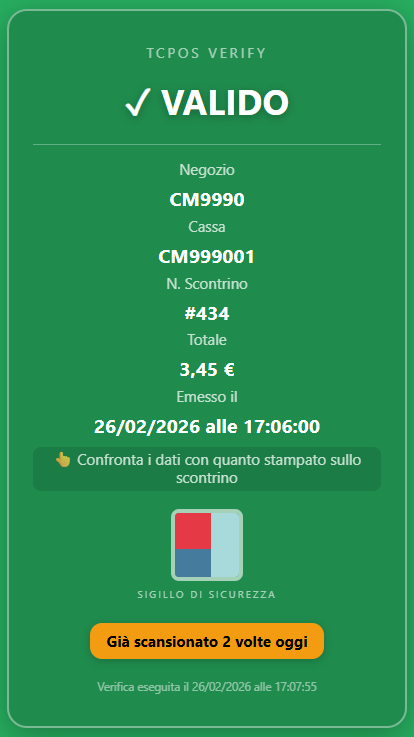 TCPOS VERIFY
✓ VALIDO
Negozio
CM9990
Cassa
CM999001
N. Scontrino
#434
Totale
3,45 €
Emesso il
26/02/2026 alle 17:06:00
👆 Confronta i dati con quanto stampato sullo
scontrino
SIGILLO DI SICUREZZA
Già scansionato 2 volte oggi
Verifica eseguita il 26/02/2026 alle 17:07:55